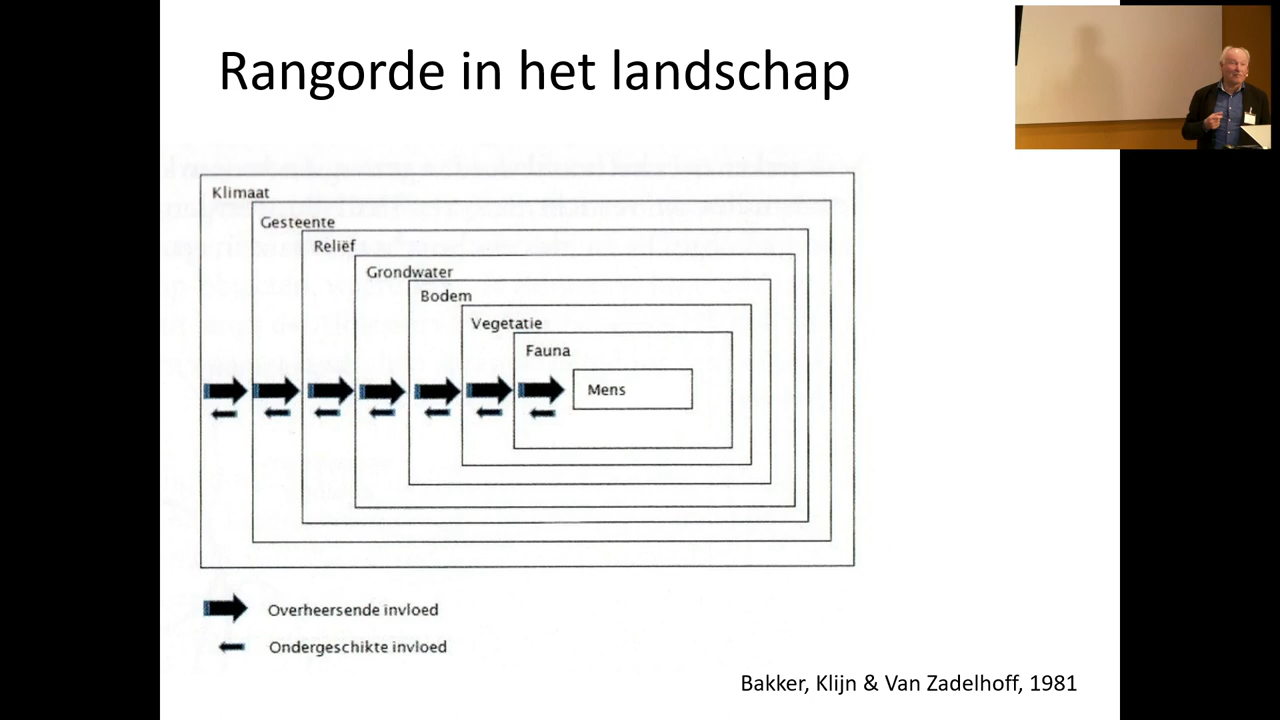 Rangorde in het landschap
Klimaat
Gesteente
Reliëf
Grondwater
Bodem
Vegetatie
Fauna
Mens
Overheersende invloed
Ondergeschikte invloed
Bakker, Klijn & Van Zadelhoff, 1981